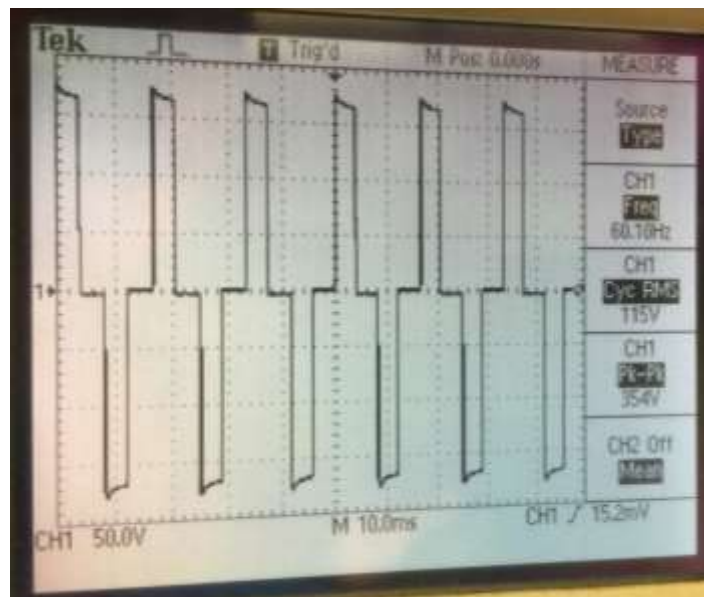 Tek Trig'd M Pos: 0.000s MEASURE
Source
Type
CH1
Freq
60.10Hz
CH1
Cyc RMS
115V
CH1
Pk-Pk
354V
CH2 Off
Meas
1
CH1 50.0V M 10.0ms CH1 15.2mV